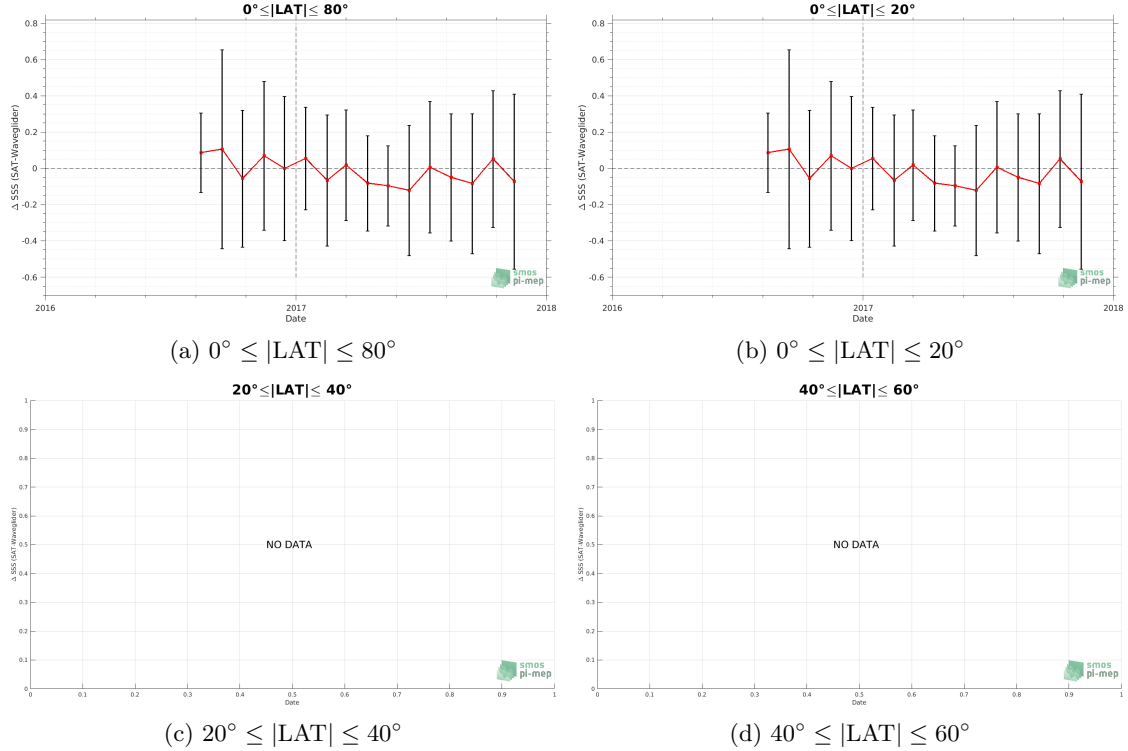 0°≤|LAT|≤ 80°
0.8
0.6
0.4
0.2
0
-0.2
-0.4
-0.6
Δ SSS (SAT-Waveglider)
2016
2017
2018
Date
smos
pi-mep
(a) 0° ≤ |LAT| ≤ 80°
0°≤|LAT|≤ 20°
0.8
0.6
0.4
0.2
0
-0.2
-0.4
-0.6
Δ SSS (SAT-Waveglider)
2016
2017
2018
Date
smos
pi-mep
(b) 0° ≤ |LAT| ≤ 20°
20°≤|LAT|≤ 40°
1
0.9
0.8
0.7
0.6
0.5
0.4
0.3
0.2
0.1
0
Δ SSS (SAT-Waveglider)
NO DATA
0 0.1 0.2 0.3 0.4 0.5 0.6 0.7 0.8 0.9 1
Date
smos
pi-mep
(c) 20° ≤ |LAT| ≤ 40°
40°≤|LAT|≤ 60°
1
0.9
0.8
0.7
0.6
0.5
0.4
0.3
0.2
0.1
0
Δ SSS (SAT-Waveglider)
NO DATA
0 0.1 0.2 0.3 0.4 0.5 0.6 0.7 0.8 0.9 1
Date
smos
pi-mep
(d) 40° ≤ |LAT| ≤ 60°